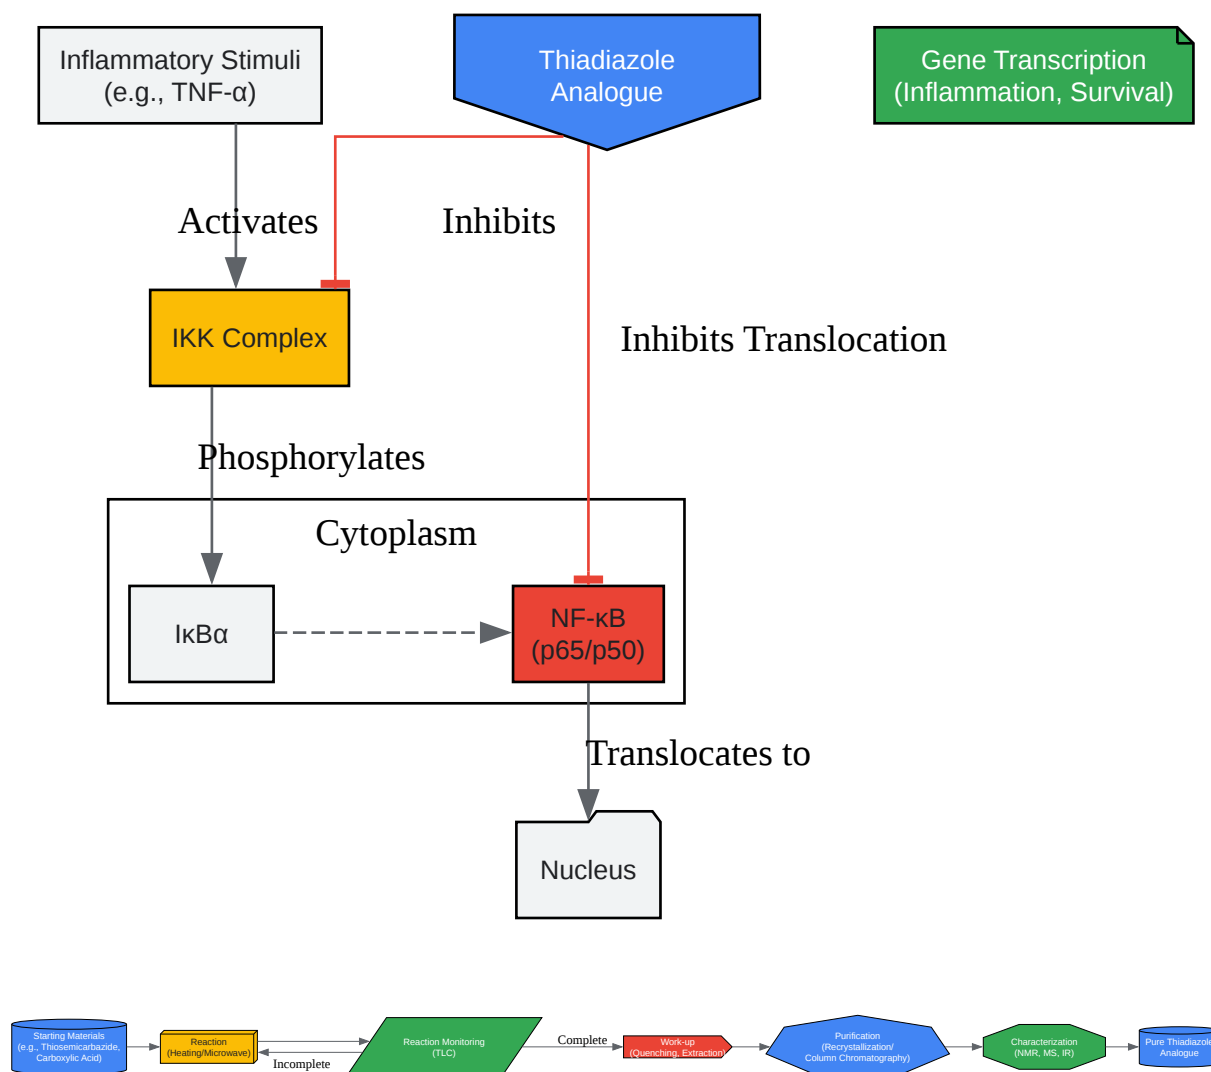 Inflammatory Stimuli
(e.g., TNF-α)
Thiadiazole
Analogue
Gene Transcription
(Inflammation, Survival)
Activates
Inhibits
IKK Complex
Inhibits Translocation
Phosphorylates
Cytoplasm
IκBα
NF-κB
(p65/p50)
Translocates to
Nucleus
Starting Materials
(e.g., Thiosemicarbazide,
Carboxylic Acid)
Reaction
(Heating/Microwave)
Incomplete
Reaction Monitoring
(TLC)
Complete
Work-up
(Quenching, Extraction)
Purification
(Recrystallization/
Column Chromatography)
Characterization
(NMR, MS, IR)
Pure Thiadiazole
Analogue